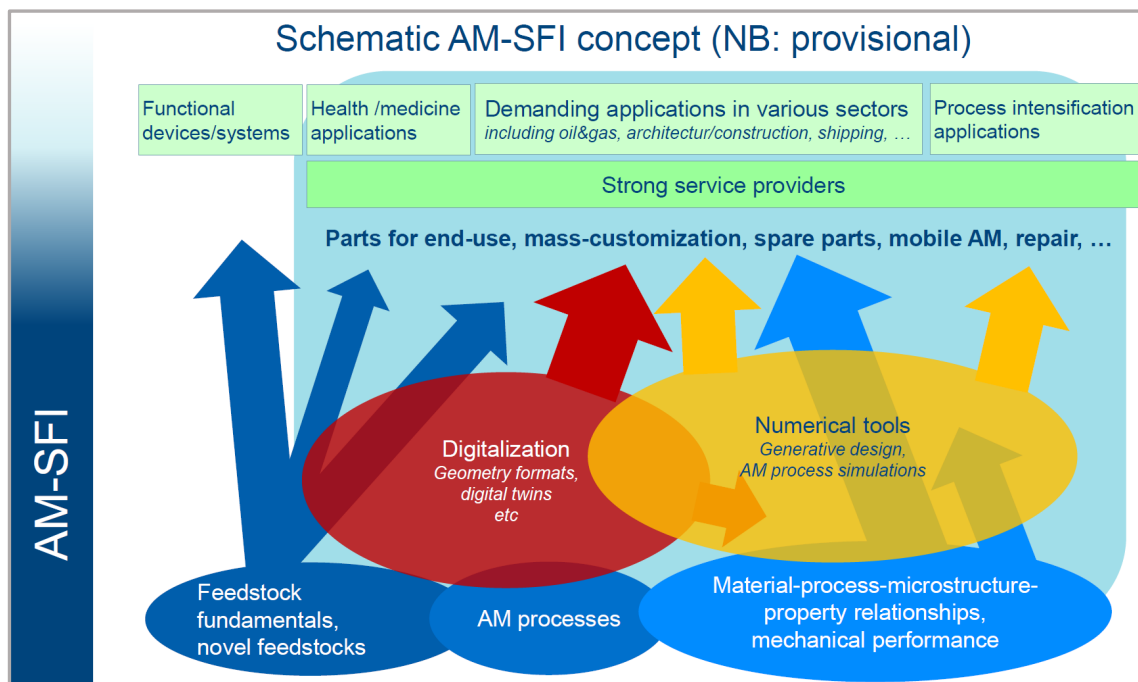 Schematic AM-SFI concept (NB: provisional)
AM-SFI
Functional
devices/systems
Health /medicine
applications
Demanding applications in various sectors
including oil&gas, architectur/construction, shipping, …
Process intensification
applications
Strong service providers
Parts for end-use, mass-customization, spare parts, mobile AM, repair, …
Digitalization
Geometry formats,
digital twins
etc
Numerical tools
Generative design,
AM process simulations
Feedstock
fundamentals,
novel feedstocks
AM processes
Material-process-microstructure-
property relationships,
mechanical performance